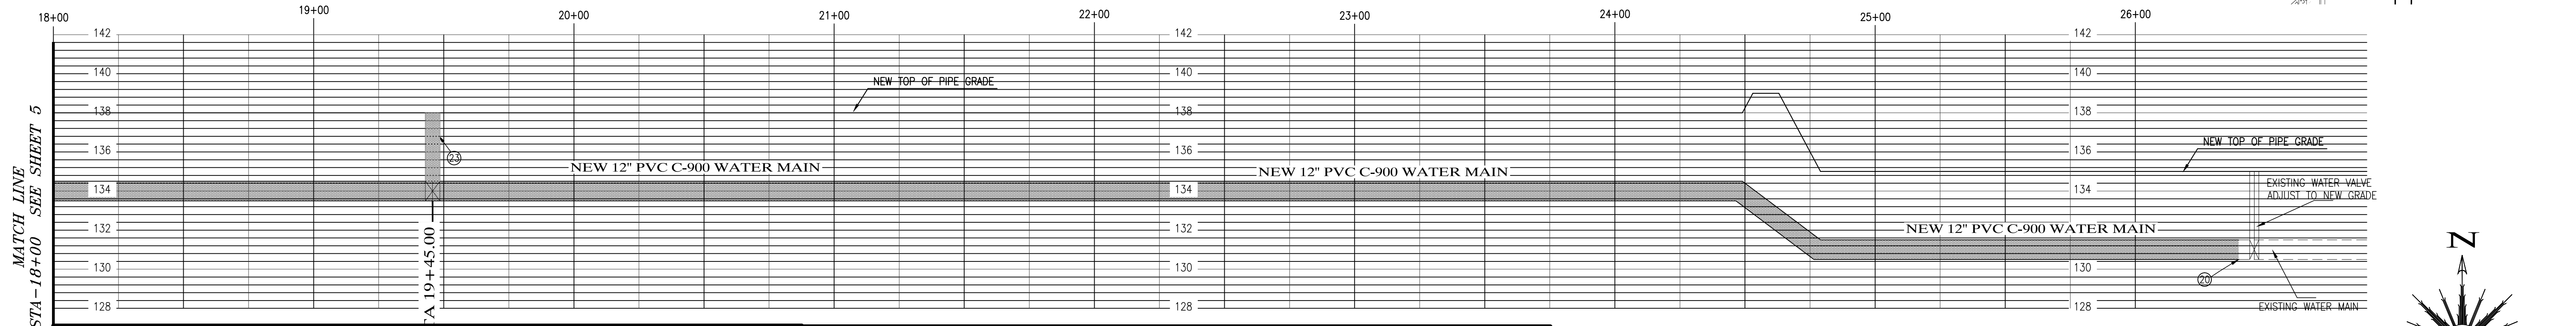 18+00 19+00 20+00 21+00 22+00 23+00 24+00 25+00 26+00
142 142 142
140 140 140
NEW TOP OF PIPE GRADE
138 138 138
136 136 136
NEW TOP OF PIPE GRADE
23
NEW 12" PVC C-900 WATER MAIN
NEW 12" PVC C-900 WATER MAIN
134 134 134
EXISTING WATER VALVE
ADJUST TO NEW GRADE
132 132 132
NEW 12" PVC C-900 WATER MAIN
130 130 130
20
128 128 128
EXISTING WATER MAIN
MATCH LINE
STA-18+00 SEE SHEET 5
TA 19+45.00
N